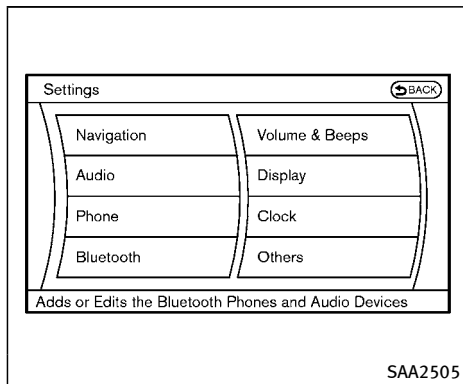 Settings
BACK
Navigation
Volume & Beeps
Audio
Display
Phone
Clock
Bluetooth
Others
Adds or Edits the Bluetooth Phones and Audio Devices
SAA2505